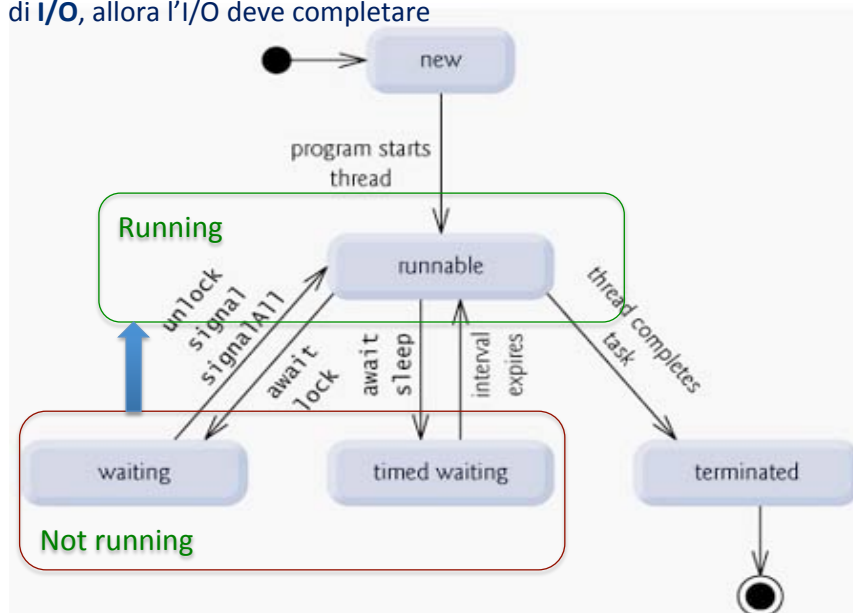 di I/O, allora l’I/O deve completare
new
program starts
thread
Running
runnable
unlock
signal
signalAll
await
lock
await
sleep
interval
expires
thread completes
task
waiting
timed waiting
terminated
Not running